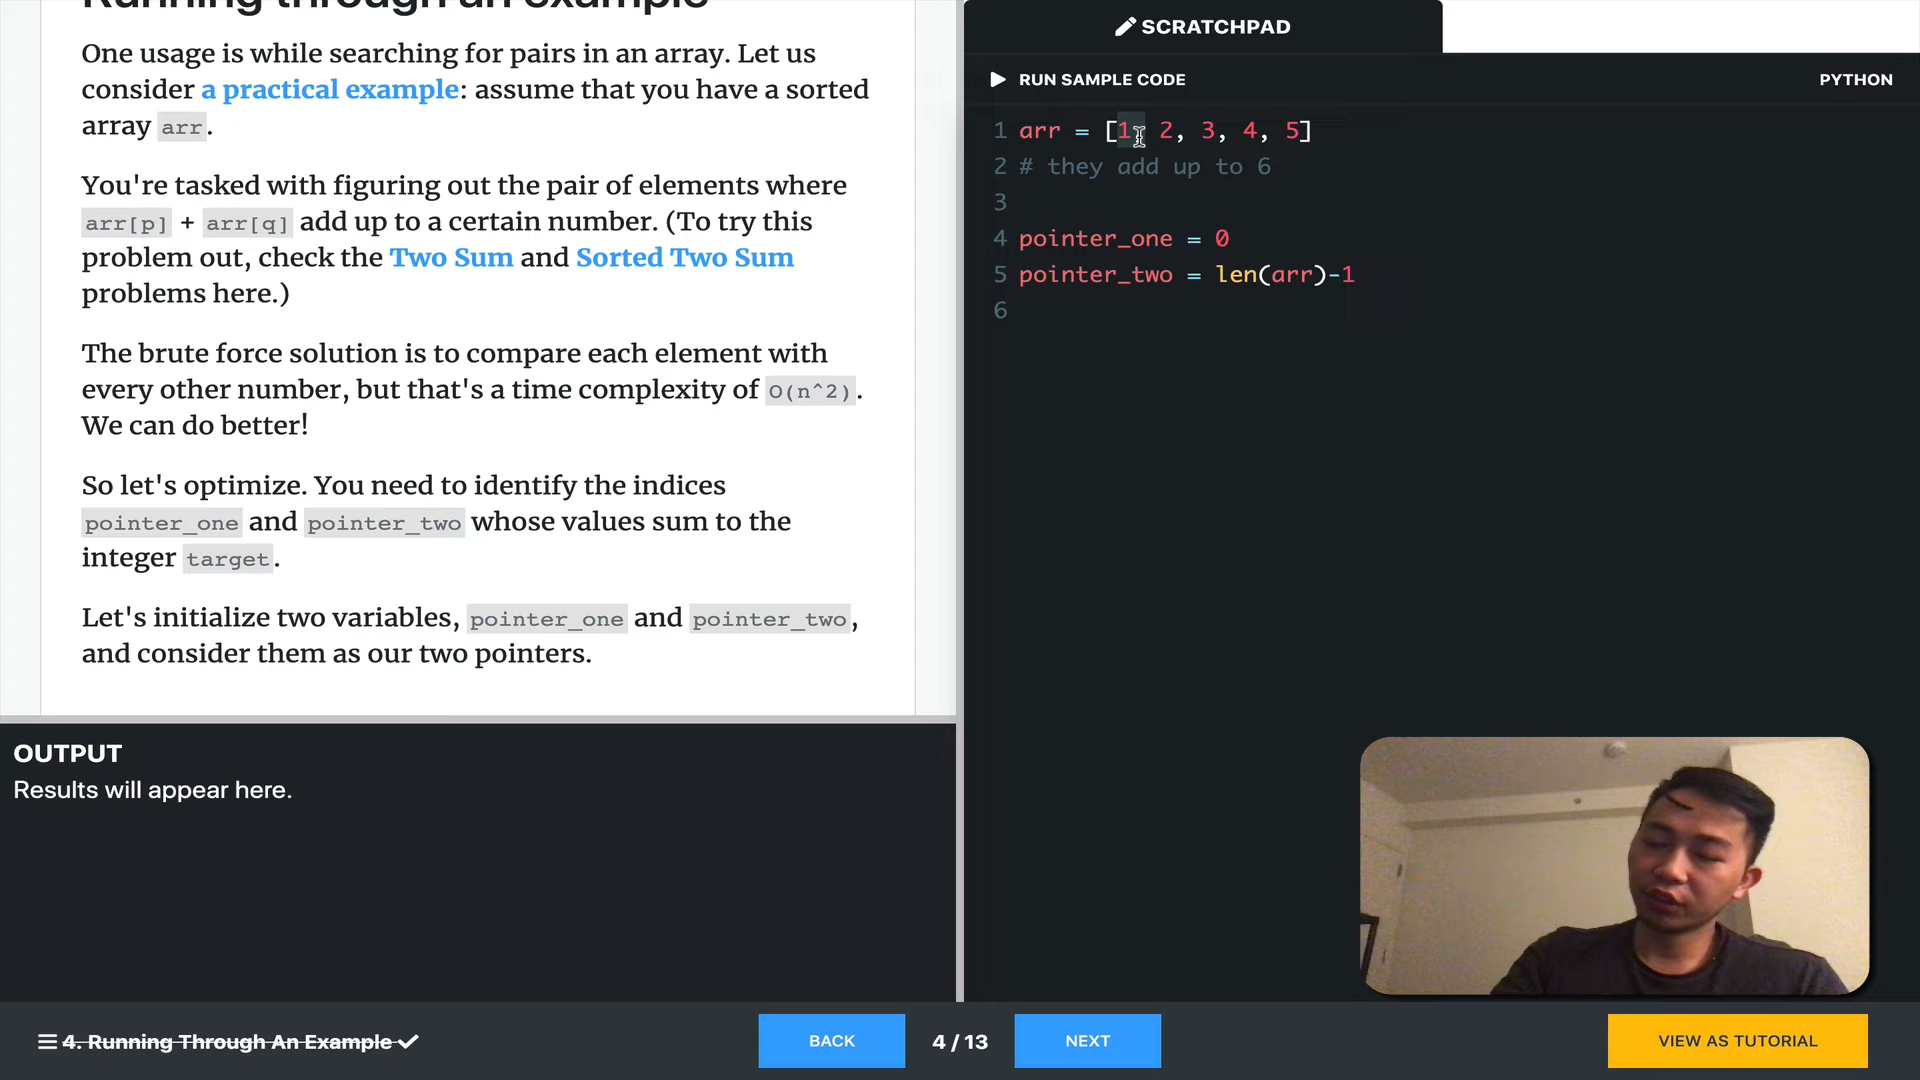 Running through an example
One usage is while searching for pairs in an array. Let us
consider a practical example: assume that you have a sorted
array arr.
You're tasked with figuring out the pair of elements where
arr[p] + arr[q] add up to a certain number. (To try this
problem out, check the Two Sum and Sorted Two Sum
problems here.)
The brute force solution is to compare each element with
every other number, but that's a time complexity of O(n^2).
We can do better!
So let's optimize. You need to identify the indices
pointer_one and pointer_two whose values sum to the
integer target.
Let's initialize two variables, pointer_one and pointer_two,
and consider them as our two pointers.
OUTPUT
Results will appear here.
SCRATCHPAD
RUN SAMPLE CODE
PYTHON
1 arr = [1, 2, 3, 4, 5]
2 # they add up to 6
3
4 pointer_one = 0
5 pointer_two = len(arr)-1
6
4. Running Through An Example
BACK
4 / 13
NEXT
VIEW AS TUTORIAL